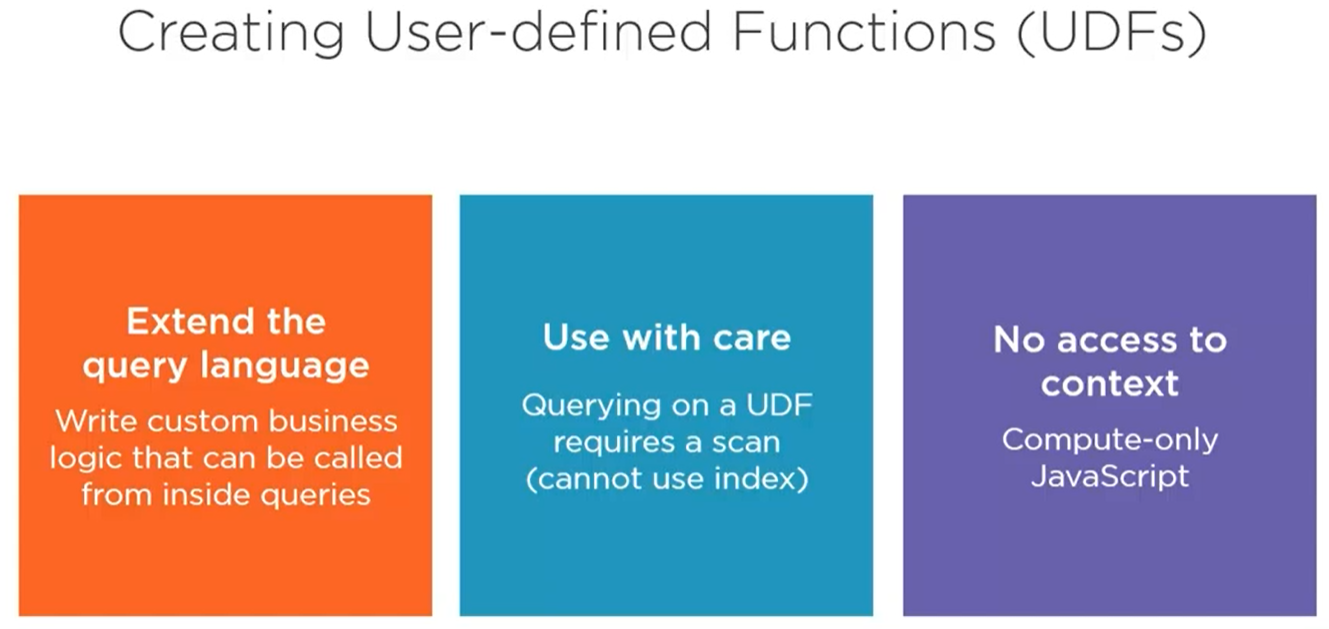 Creating User-defined Functions (UDFs)
Extend the
query language
Write custom business
logic that can be called
from inside queries
Use with care
Querying on a UDF
requires a scan
(cannot use index)
No access to
context
Compute-only
JavaScript